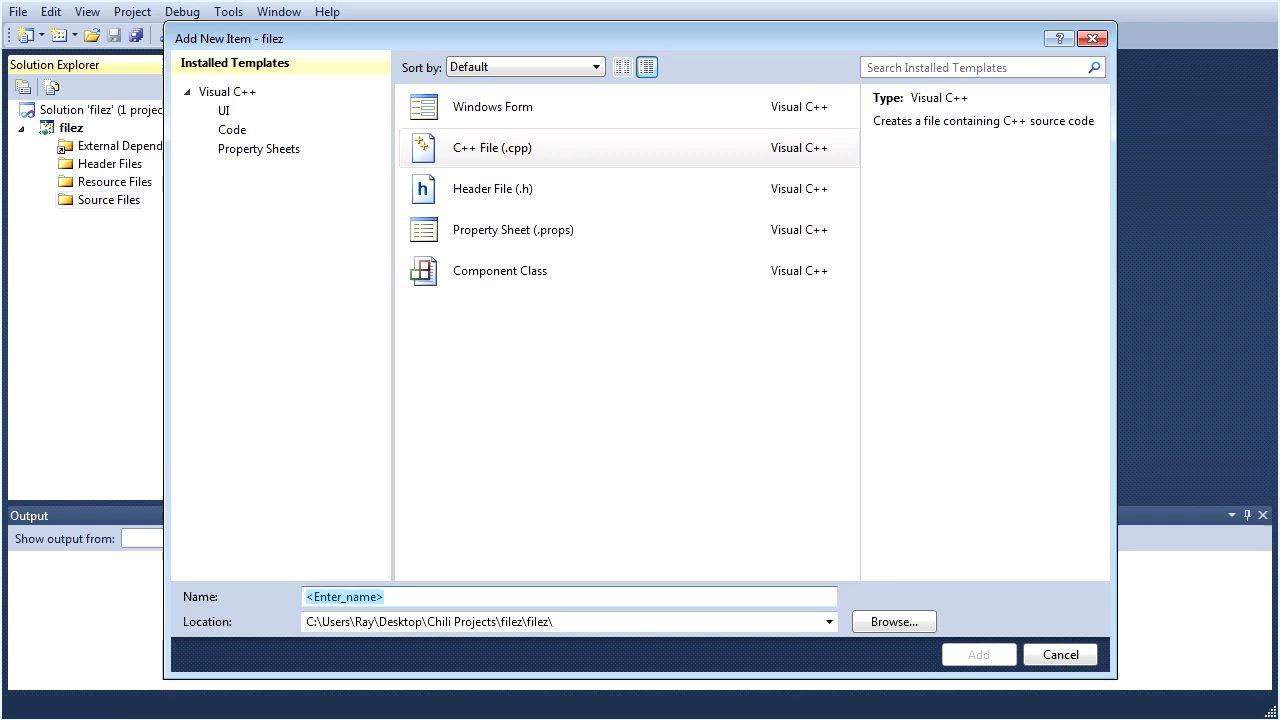 File Edit View Project Debug Tools Window Help
Add New Item - filez
Solution Explorer
Solution 'filez' (1 projec
filez
External Depend
Header Files
Resource Files
Source Files
Installed Templates
Visual C++
UI
Code
Property Sheets
Sort by: Default
Search Installed Templates
Windows Form Visual C++
C++ File (.cpp) Visual C++
Header File (.h) Visual C++
Property Sheet (.props) Visual C++
Component Class Visual C++
Type: Visual C++
Creates a file containing C++ source code
Output
Show output from:
Name: <Enter_name>
Location: C:\Users\Ray\Desktop\Chili Projects\filez\filez\
Browse...
Add Cancel